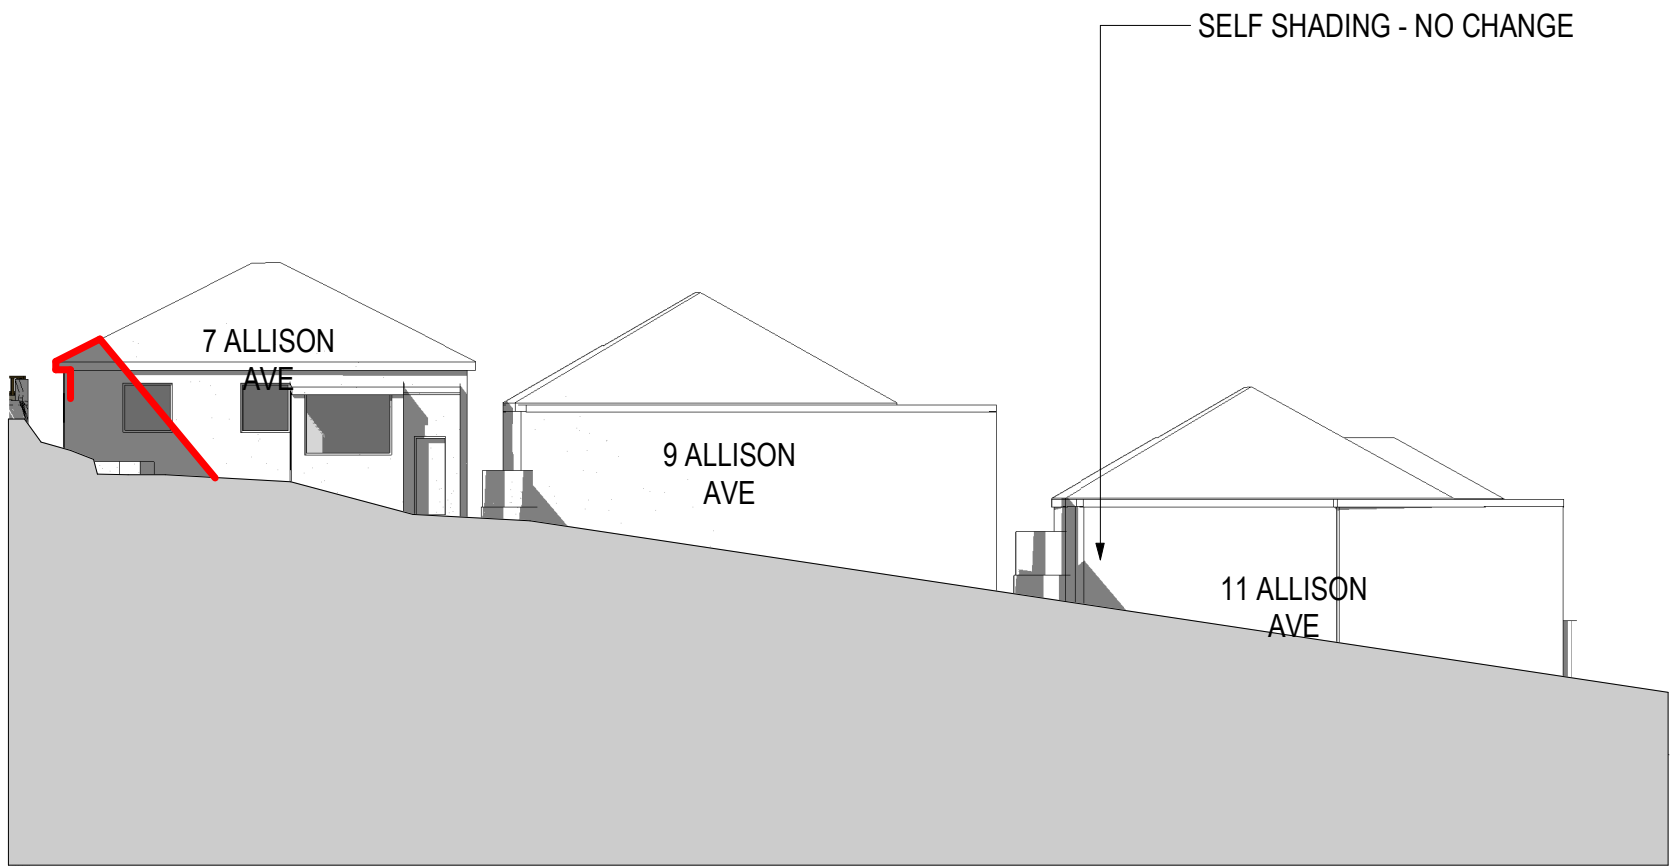 SELF SHADING - NO CHANGE
7 ALLISON
AVE
9 ALLISON
AVE
11 ALLISON
AVE